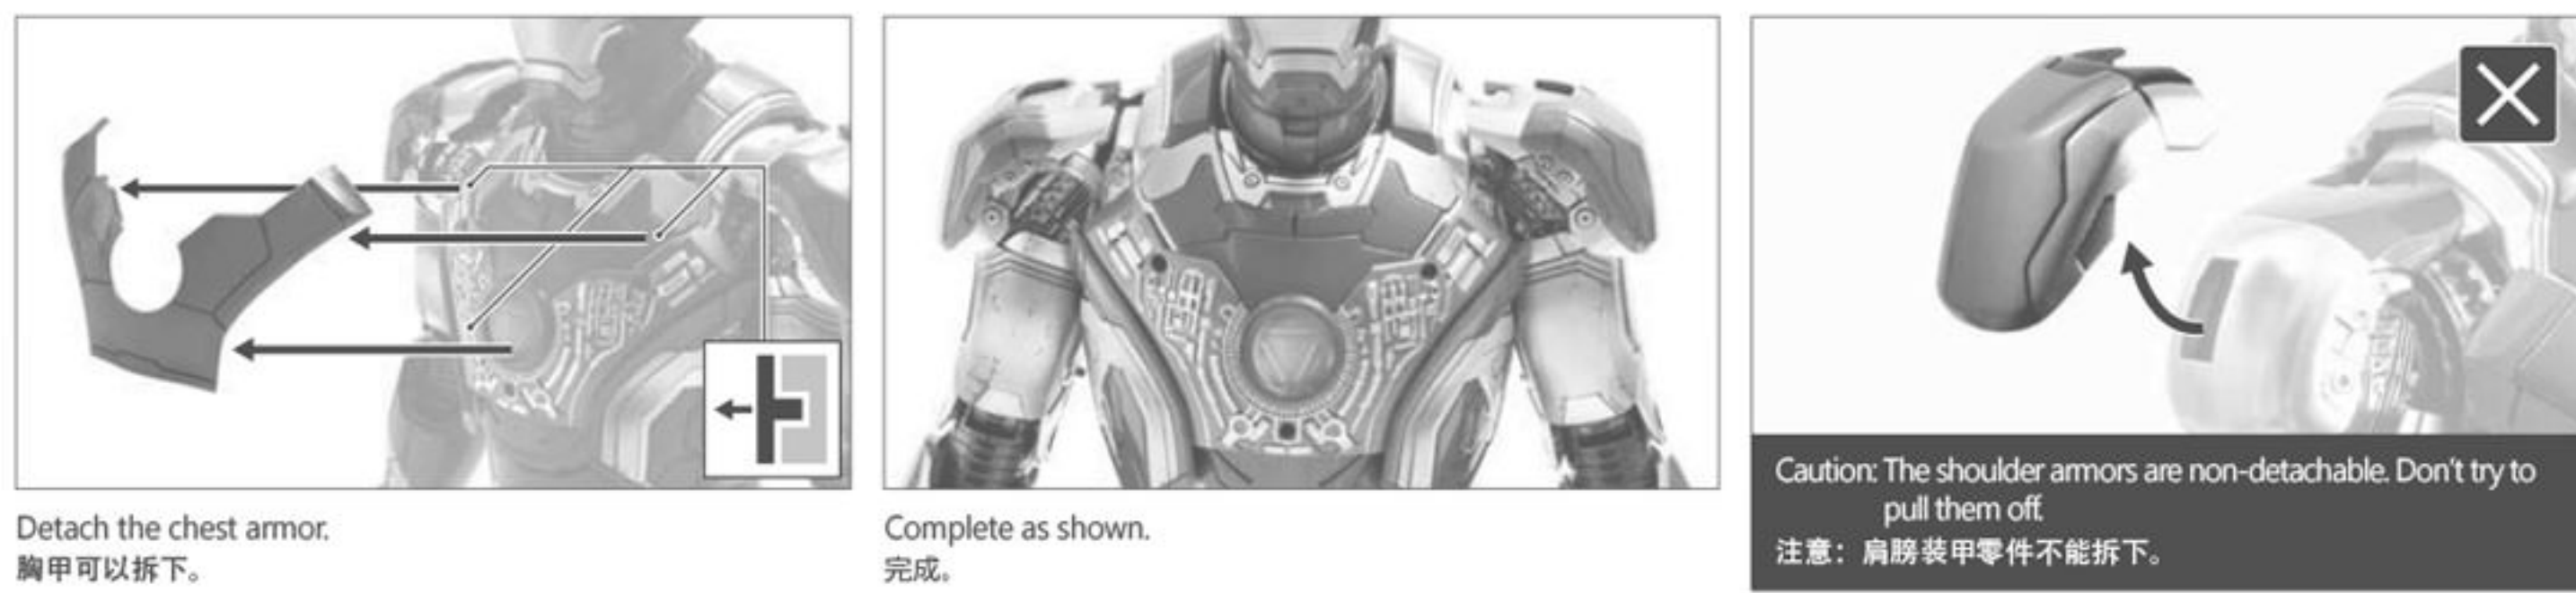 Detach the chest armor.
胸甲可以拆下。
Complete as shown.
完成。
Caution: The shoulder armors are non-detachable. Don't try to
pull them off.
注意：肩膀装甲零件不能拆下。